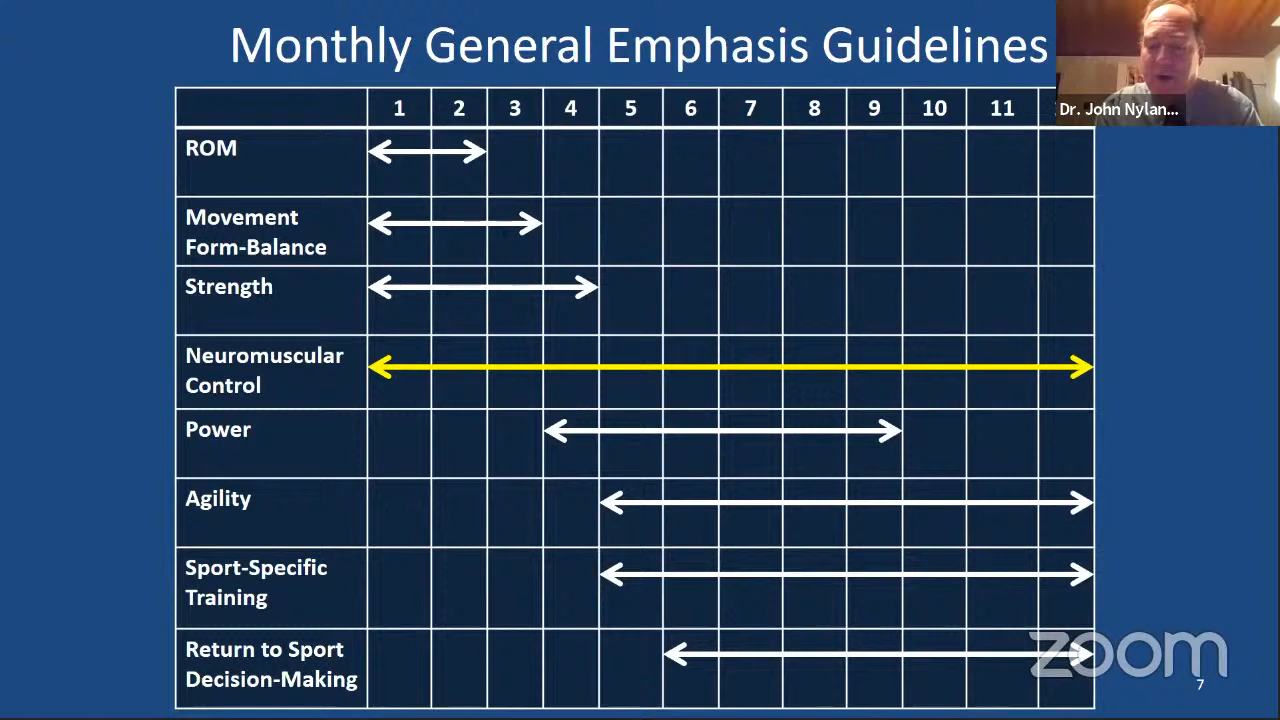 Monthly General Emphasis Guidelines
Dr. John Nylan...
1 2 3 4 5 6 7 8 9 10 11
ROM
Movement
Form-Balance
Strength
Neuromuscular
Control
Power
Agility
Sport-Specific
Training
Return to Sport
Decision-Making
zoom
7